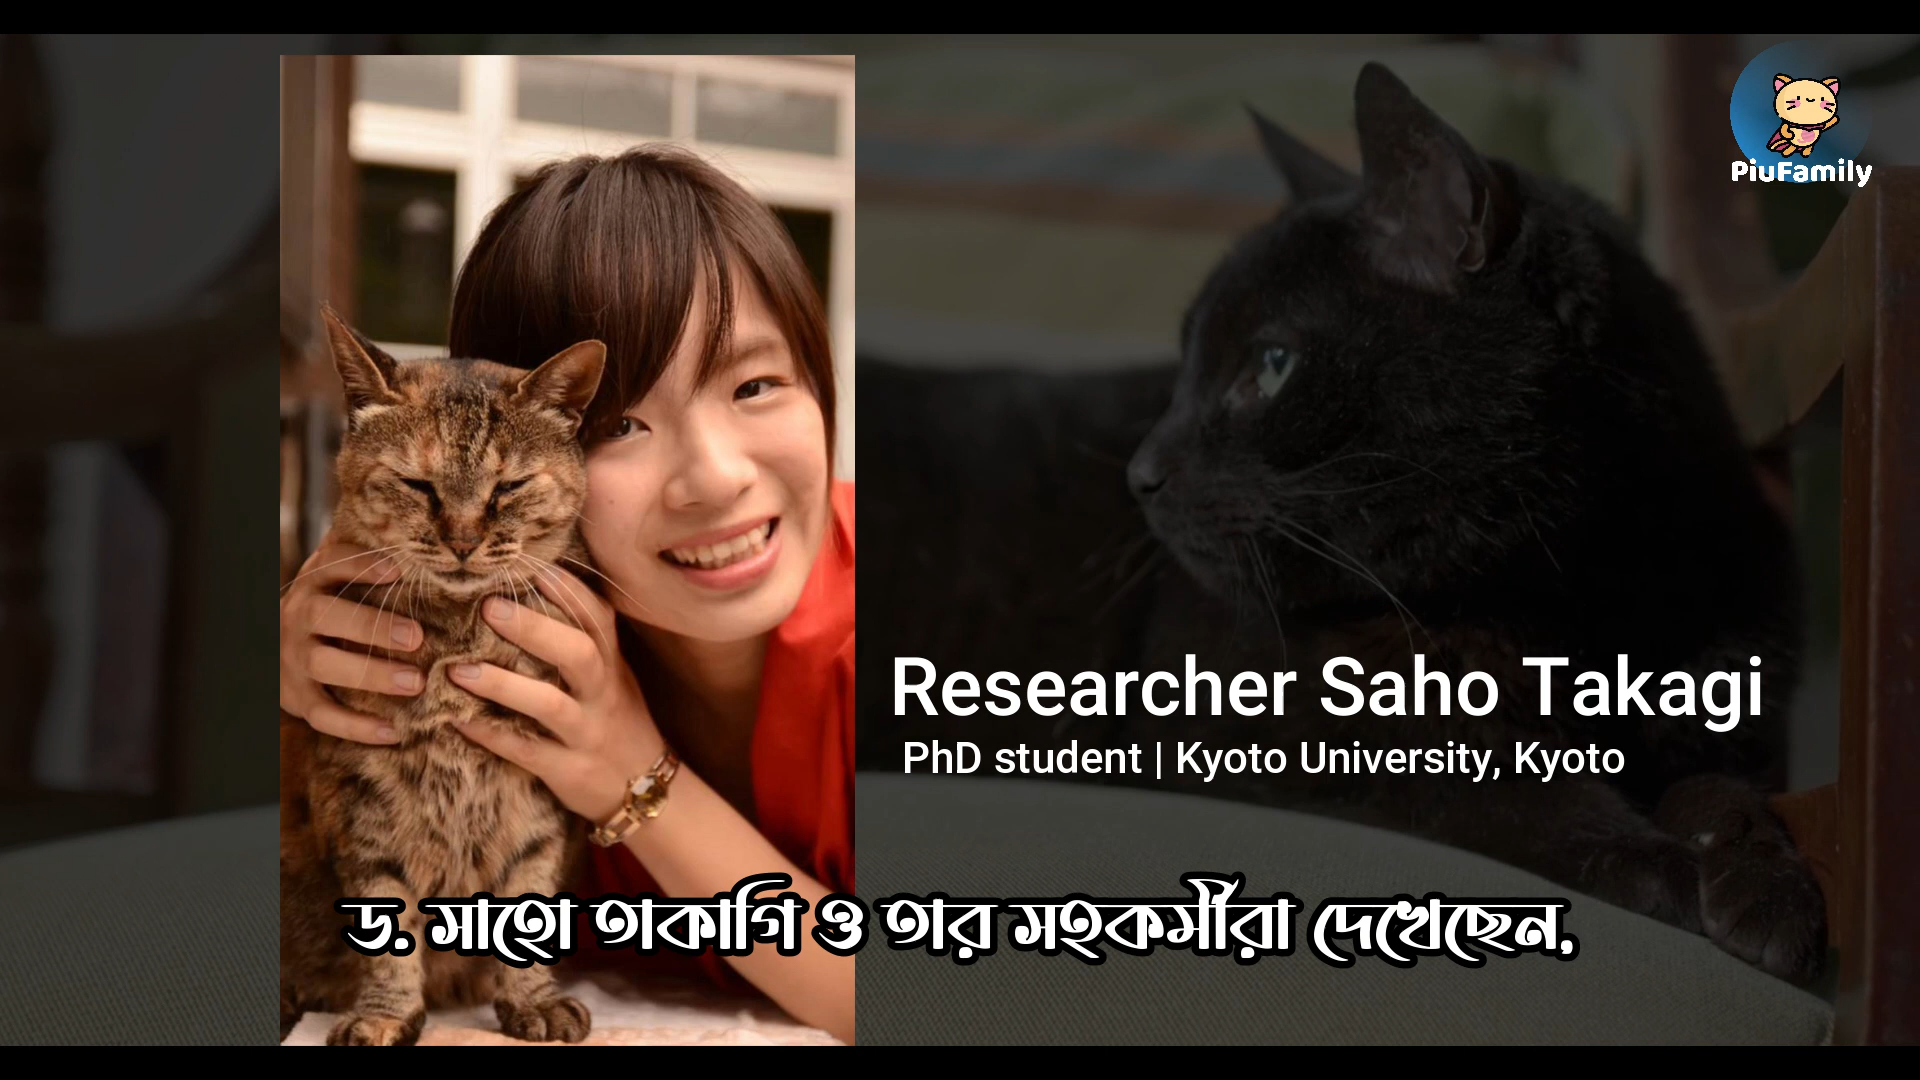 PiuFamily
Researcher Saho Takagi
PhD student | Kyoto University, Kyoto
ড. সাহো তাকাগি ও তার সহকর্মীরা দেখেছেন,